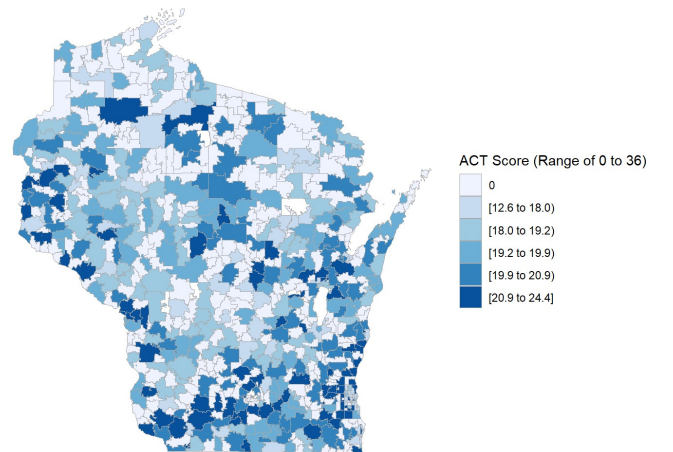 ACT Score (Range of 0 to 36)
0
[12.6 to 18.0)
[18.0 to 19.2)
[19.2 to 19.9)
[19.9 to 20.9)
[20.9 to 24.4]